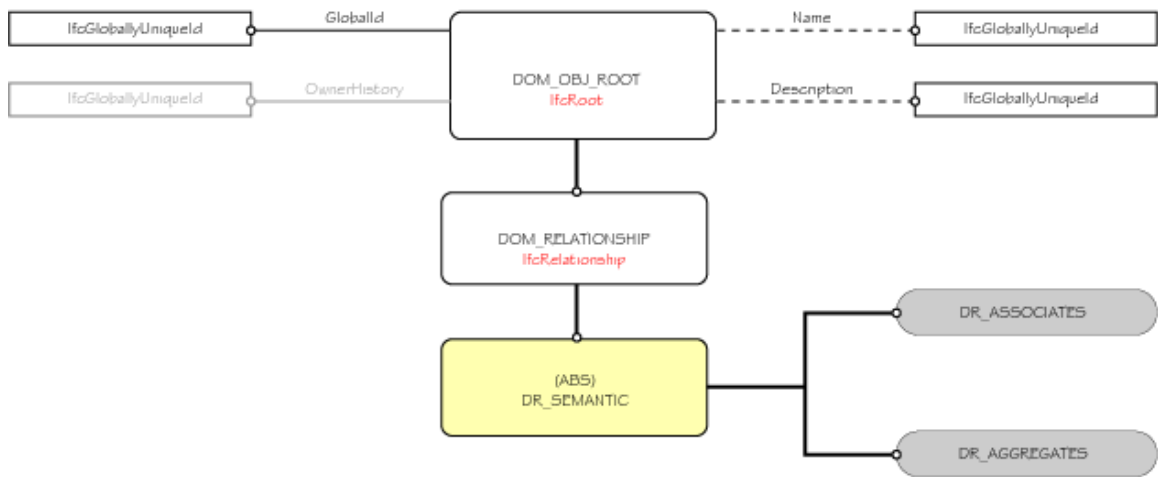 IfcGloballyUniqueId
GlobalId
Name
IfcGloballyUniqueId
DOM_OBJ_ROOT
IfcRoot
IfcGloballyUniqueId
OwnerHistory
Description
IfcGloballyUniqueId
DOM_RELATIONSHIP
IfcRelationship
DR_ASSOCIATES
(ABS)
DR_SEMANTIC
DR_AGGREGATES